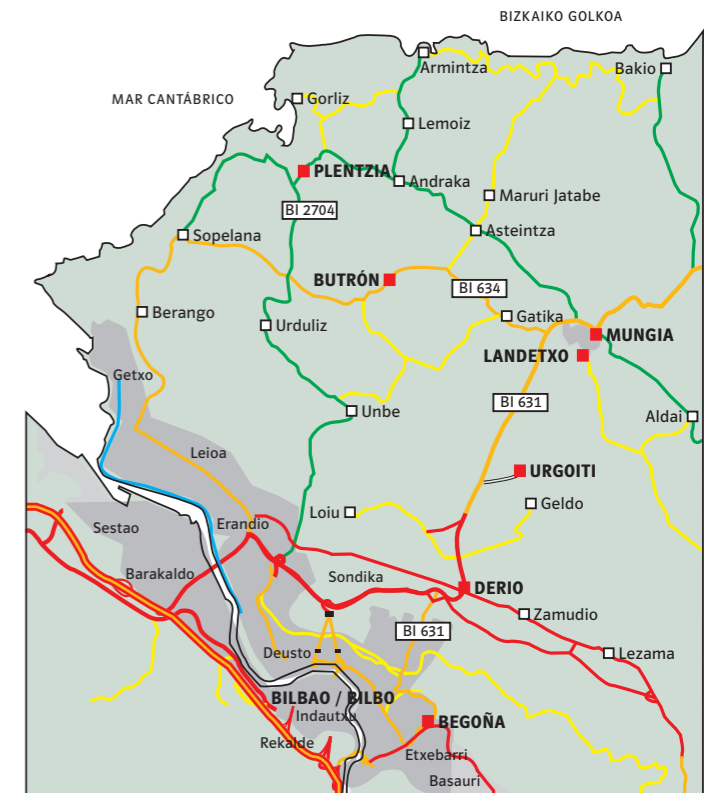 BIZKAIKO GOLKOA
Armintza
Bakio
MAR CANTÁBRICO
Gorliz
Lemoiz
PLENTZIA
Andraka
Maruri Jatabe
BI 2704
Sopelana
Asteintza
BUTRÓN
BI 634
Berango
Gatika
Urduliz
MUNGIA
LANDETXO
Getxo
BI 631
Unbe
Aldai
Leioa
URGOITI
Loiu
Geldo
Sestao
Erandio
Barakaldo
Sondika
DERIO
Zamudio
BI 631
Deusto
Lezama
BILBAO / BILBO
Indautxu
BEGOÑA
Rekalde
Etxebarri
Basauri